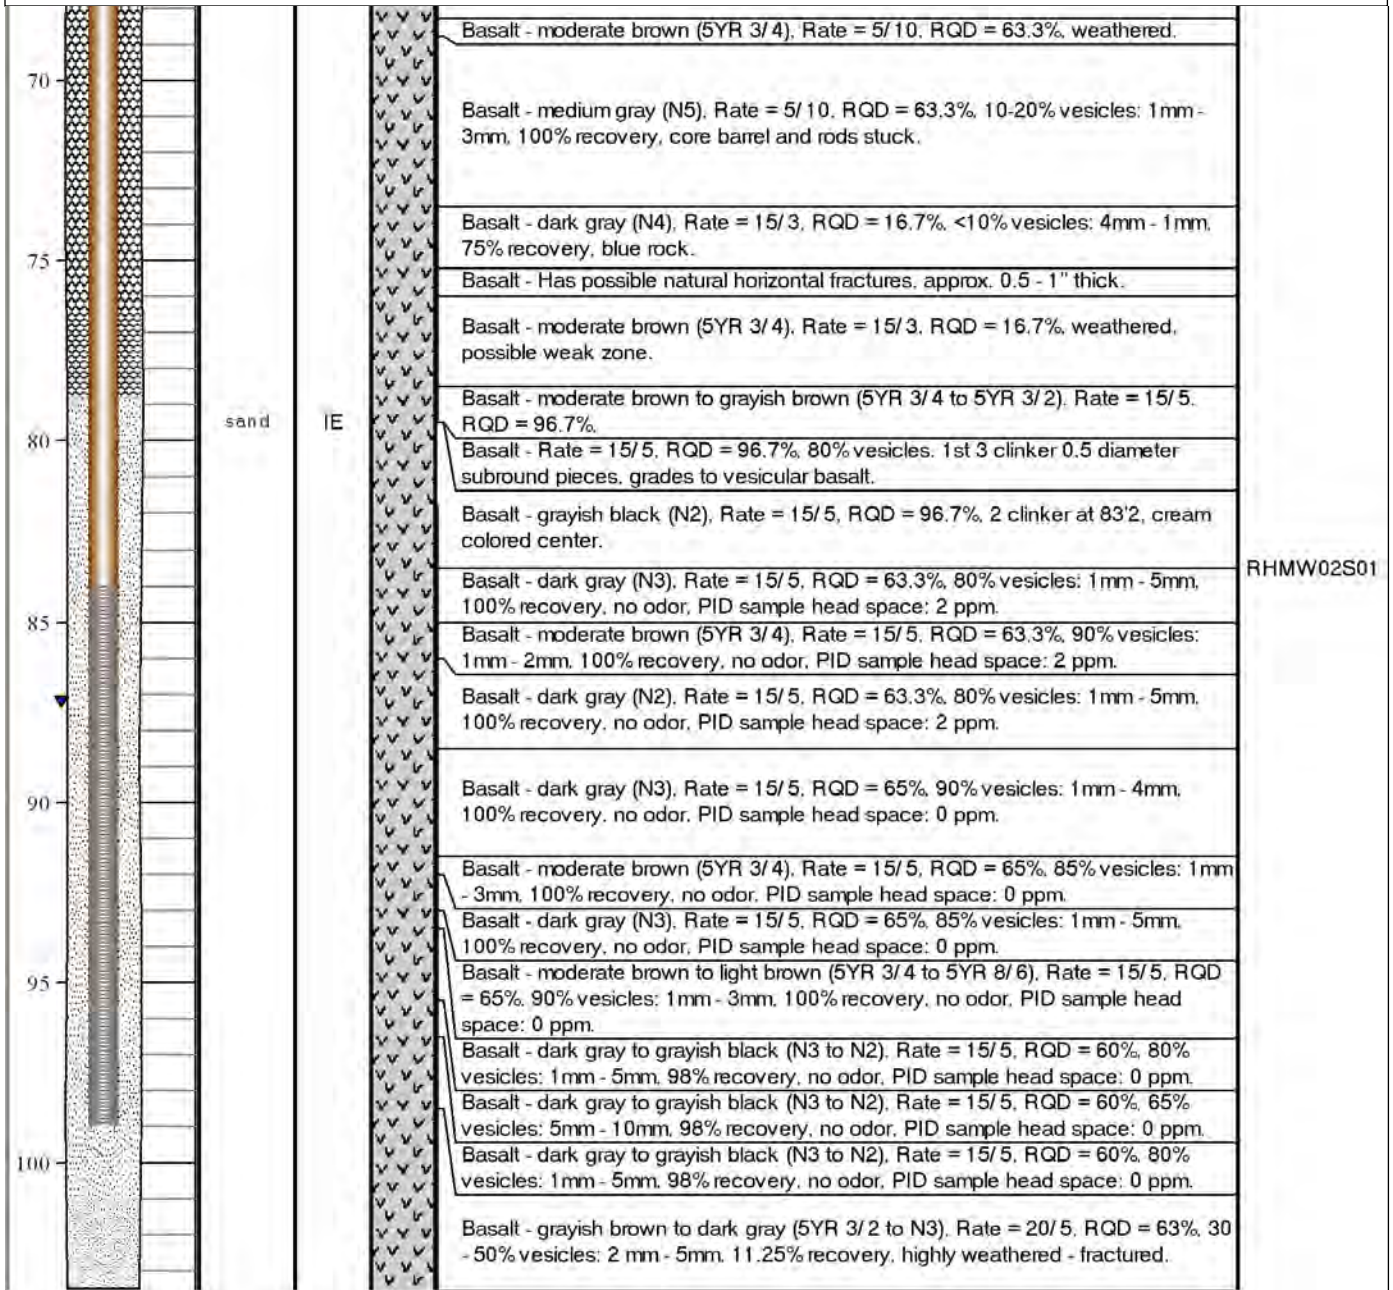 Basalt - moderate brown (5YR 3/4), Rate = 5/10, RQD = 63.3%, weathered.
70
Basalt - medium gray (N5), Rate = 5/10, RQD = 63.3%, 10-20% vesicles: 1mm -
3mm, 100% recovery, core barrel and rods stuck.
Basalt - dark gray (N4), Rate = 15/3, RQD = 16.7%, <10% vesicles: 4mm - 1mm,
75% recovery, blue rock.
75
Basalt - Has possible natural horizontal fractures, approx. 0.5 - 1" thick.
Basalt - moderate brown (5YR 3/4), Rate = 15/3, RQD = 16.7%, weathered,
possible weak zone.
Basalt - moderate brown to grayish brown (5YR 3/4 to 5YR 3/2), Rate = 15/5,
RQD = 96.7%,
sand
IE
80
Basalt - Rate = 15/5, RQD = 96.7%, 80% vesicles. 1st 3 clinker 0.5 diameter
subround pieces, grades to vesicular basalt.
Basalt - grayish black (N2), Rate = 15/5, RQD = 96.7%, 2 clinker at 83'2, cream
colored center.
RHMW02S01
Basalt - dark gray (N3), Rate = 15/5, RQD = 63.3%, 80% vesicles: 1mm - 5mm,
100% recovery, no odor, PID sample head space: 2 ppm.
85
Basalt - moderate brown (5YR 3/4), Rate = 15/5, RQD = 63.3%, 90% vesicles:
1mm - 2mm, 100% recovery, no odor, PID sample head space: 2 ppm.
Basalt - dark gray (N2), Rate = 15/5, RQD = 63.3%, 80% vesicles: 1mm - 5mm,
100% recovery, no odor, PID sample head space: 2 ppm.
90
Basalt - dark gray (N3), Rate = 15/5, RQD = 65%, 90% vesicles: 1mm - 4mm,
100% recovery, no odor, PID sample head space: 0 ppm.
Basalt - moderate brown (5YR 3/4), Rate = 15/5, RQD = 65%, 85% vesicles: 1mm
- 3mm, 100% recovery, no odor, PID sample head space: 0 ppm.
Basalt - dark gray (N3), Rate = 15/5, RQD = 65%, 85% vesicles: 1mm - 5mm,
100% recovery, no odor, PID sample head space: 0 ppm.
95
Basalt - moderate brown to light brown (5YR 3/4 to 5YR 8/6), Rate = 15/5, RQD
= 65%, 90% vesicles: 1mm - 3mm, 100% recovery, no odor, PID sample head
space: 0 ppm.
Basalt - dark gray to grayish black (N3 to N2), Rate = 15/5, RQD = 60%, 80%
vesicles: 1mm - 5mm, 98% recovery, no odor, PID sample head space: 0 ppm.
Basalt - dark gray to grayish black (N3 to N2), Rate = 15/5, RQD = 60%, 65%
vesicles: 5mm - 10mm, 98% recovery, no odor, PID sample head space: 0 ppm.
100
Basalt - dark gray to grayish black (N3 to N2), Rate = 15/5, RQD = 60%, 80%
vesicles: 1mm - 5mm, 98% recovery, no odor, PID sample head space: 0 ppm.
Basalt - grayish brown to dark gray (5YR 3/2 to N3), Rate = 20/5, RQD = 63%, 30
- 50% vesicles: 2 mm - 5mm, 11.25% recovery, highly weathered - fractured.